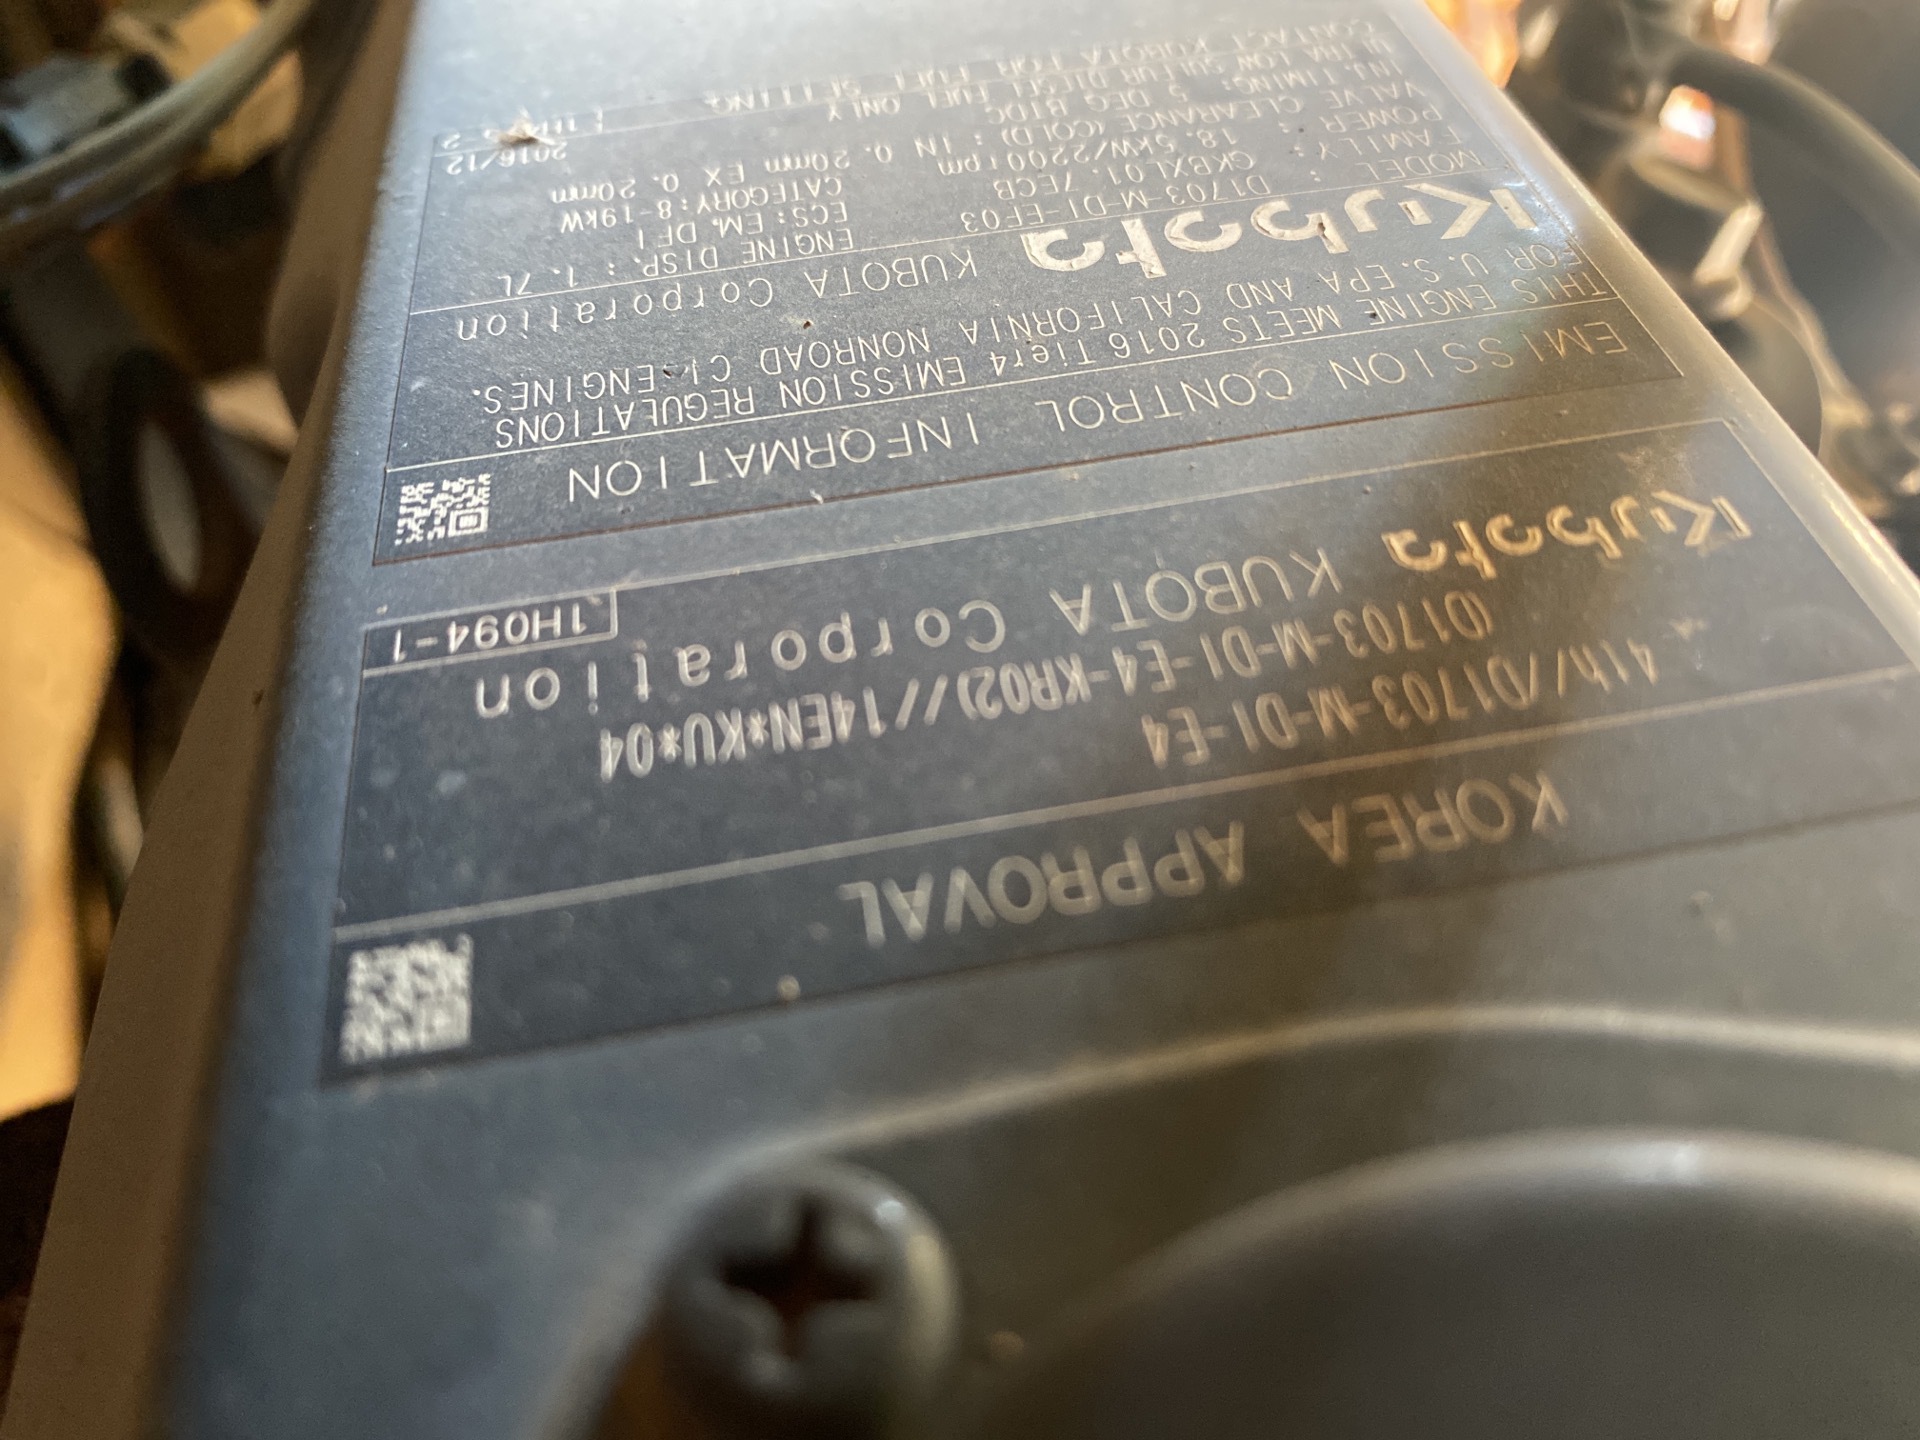 EMISSION CONTROL INFORMATION
THIS ENGINE MEETS 2016 Tier4 EMISSION REGULATIONS
FOR U.S. EPA AND CALIFORNIA NONROAD CI-ENGINES.
Kubota KUBOTA Corporation
MODEL : D1703-M-DI-EF03 ENGINE DISP. : 1.7L
FAMILY : GKBXL01.7ECB ECS:EM, DFI
POWER : 18.5kW/2200rpm CATEGORY:8-19kW
VALVE CLEARANCE (COLD) : IN 0.20mm EX 0.20mm
INJ.TIMING: 5 DEG BTDC 2016/12
ULTRA LOW SULFUR DIESEL FUEL ONLY
CONTACT KUBOTA FOR FUEL SETTING
KOREA APPROVAL
4th//D1703-M-DI-E4
(D1703-M-DI-E4-KR02)//14EN*KU*04
Kubota KUBOTA Corporation
1H094-1